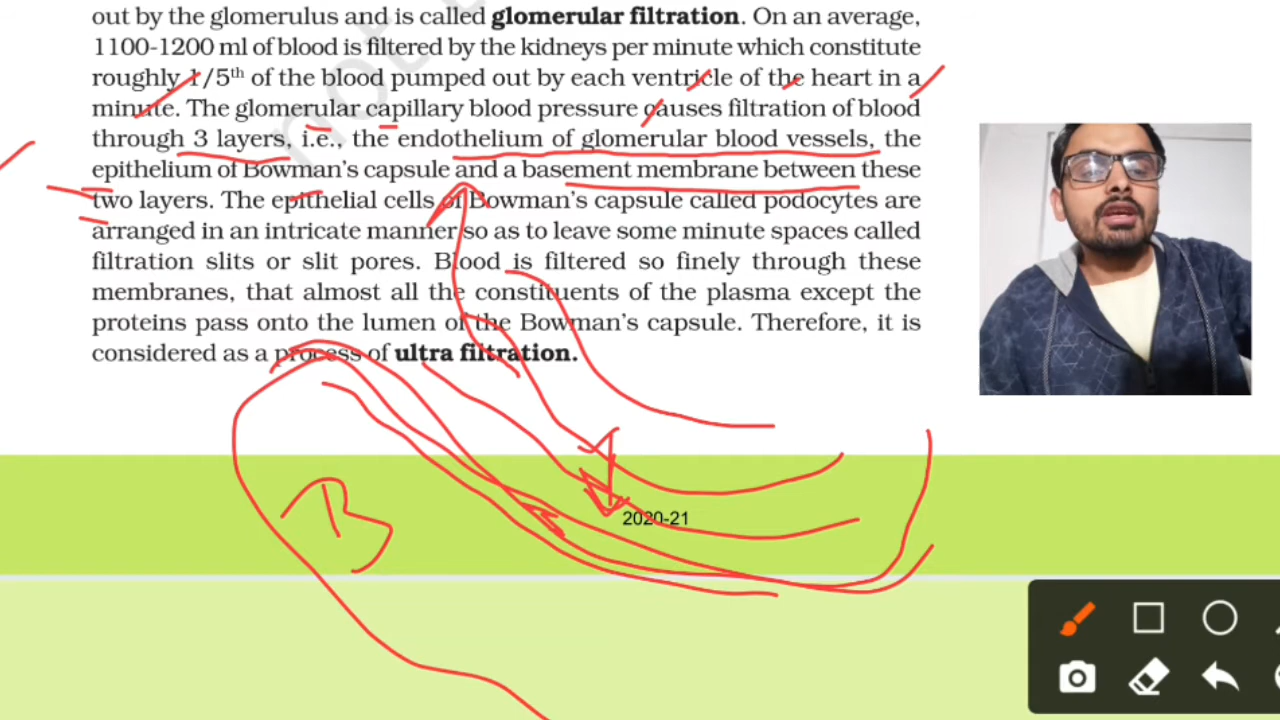 out by the glomerulus and is called glomerular filtration. On an average,
1100-1200 ml of blood is filtered by the kidneys per minute which constitute
roughly 1/5th of the blood pumped out by each ventricle of the heart in a
minute. The glomerular capillary blood pressure causes filtration of blood
through 3 layers, i.e., the endothelium of glomerular blood vessels, the
epithelium of Bowman's capsule and a basement membrane between these
two layers. The epithelial cells of Bowman's capsule called podocytes are
arranged in an intricate manner so as to leave some minute spaces called
filtration slits or slit pores. Blood is filtered so finely through these
membranes, that almost all the constituents of the plasma except the
proteins pass onto the lumen of the Bowman's capsule. Therefore, it is
considered as a process of ultra filtration.
B
2020-21